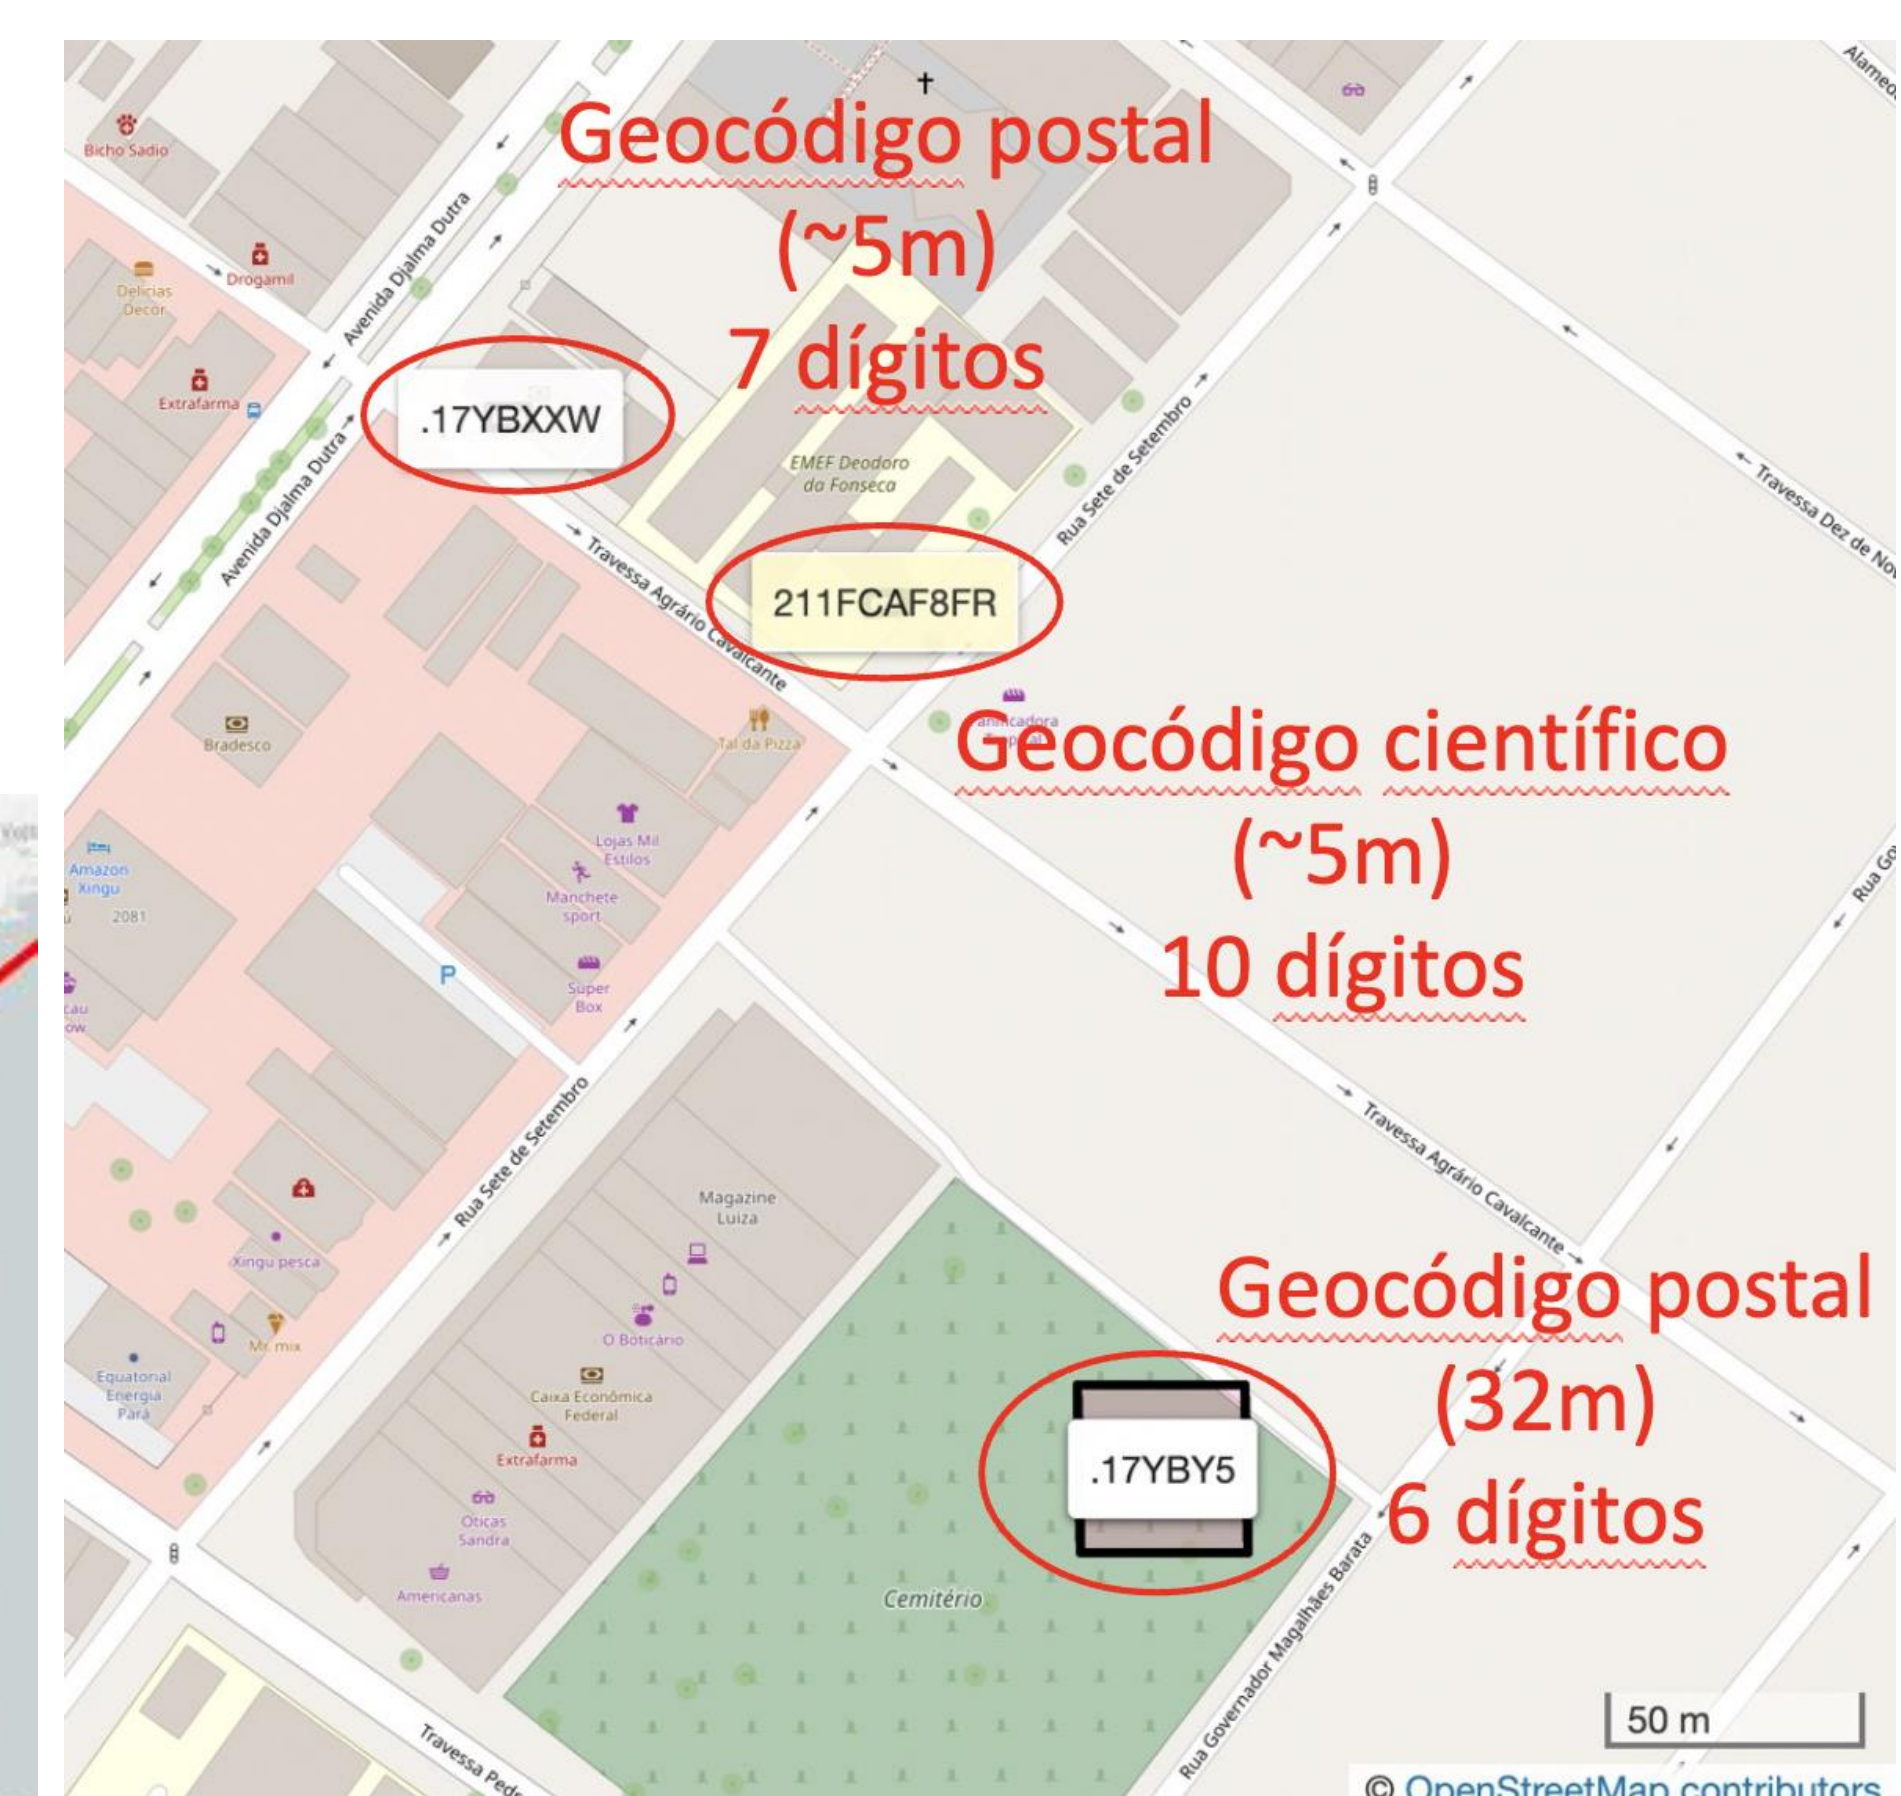 Geocódigo postal
(~5m)
7 dígitos
Bicho Sadio
Drogamil
Delícias
Decor
Extrafarma
Avenida Djalma Dutra
.17YBXXW
Avenida Djalma Dutra
EMEF Deodoro
da Fonseca
Rua Sete de Setembro
Travessa Dez de Nov
Travessa Agrário Cavalcante
211FCAF8FR
Geocódigo científico
(~5m)
10 dígitos
Bradesco
Tal da Pizza
Lojas Mil
Estilos
Manchete
sport
Amazon
Xingu
2081
P
Super
Box
Rua Go
Rua Sete de Setembro
Travessa Agrário Cavalcante
Magazine
Luiza
Xingu pesca
Mr. mix
O Boticário
Equatorial
Energia
Pará
Caixa Econômica
Federal
Extrafarma
Geocódigo postal
(32m)
6 dígitos
.17YBY5
Óticas
Sandra
Americanas
Cemitério
Rua Governador Magalhães Barata
Travessa Pedr
50 m
© OpenStreetMap contributors